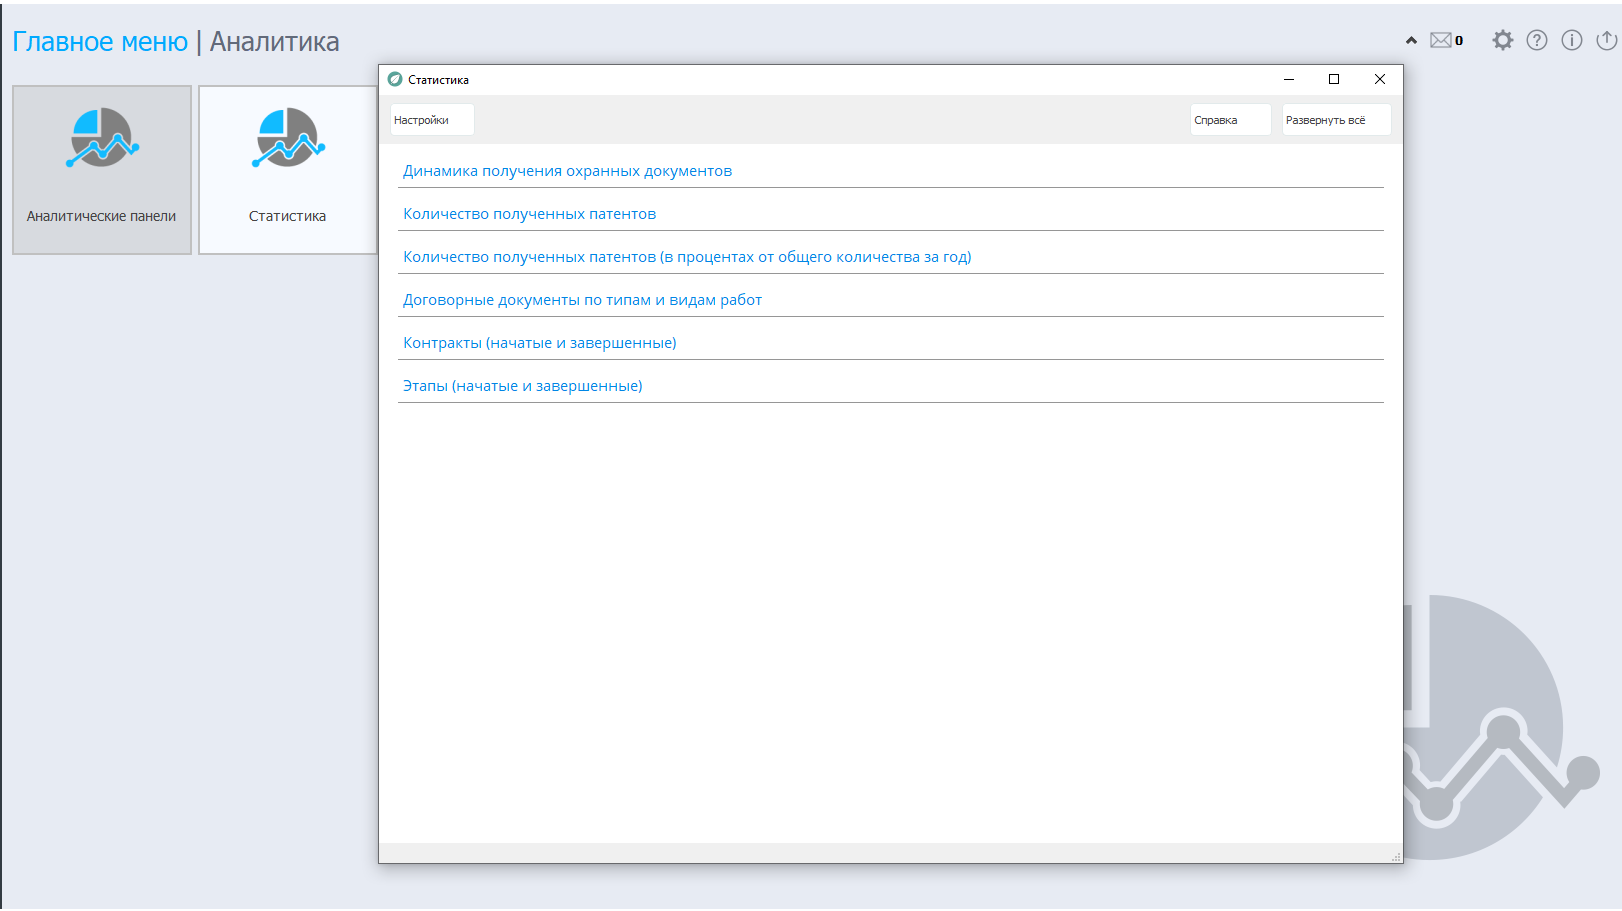 Главное меню | Аналитика
0
Аналитические панели
Статистика
Статистика
Настройки
Справка
Развернуть всё
Динамика получения охранных документов
Количество полученных патентов
Количество полученных патентов (в процентах от общего количества за год)
Договорные документы по типам и видам работ
Контракты (начатые и завершенные)
Этапы (начатые и завершенные)